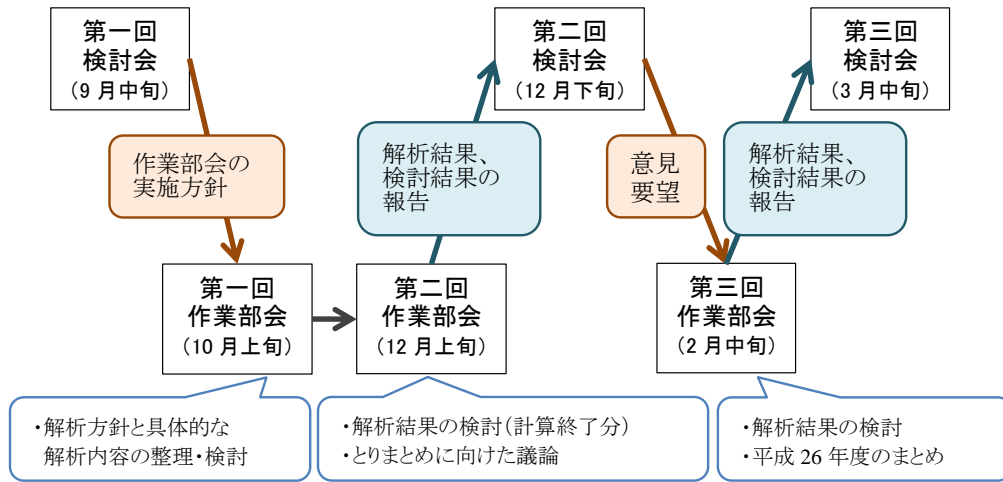 第一回
検討会
(9 月中旬)
第二回
検討会
(12 月下旬)
第三回
検討会
(3 月中旬)
作業部会の
実施方針
解析結果、
検討結果の
報告
意見
要望
解析結果、
検討結果の
報告
第一回
作業部会
(10 月上旬)
第二回
作業部会
(12 月上旬)
第三回
作業部会
(2 月中旬)
・解析方針と具体的な
解析内容の整理・検討
・解析結果の検討(計算終了分)
・とりまとめに向けた議論
・解析結果の検討
・平成 26 年度のまとめ